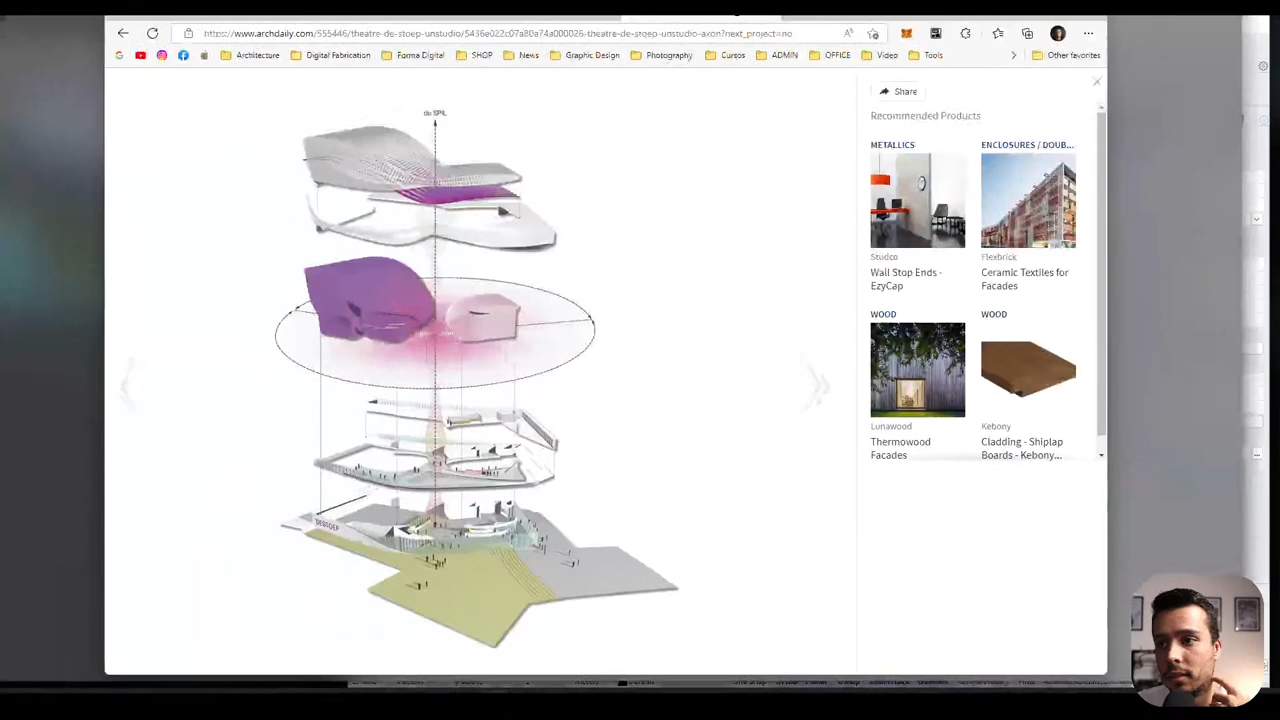 https://www.archdaily.com/555446/theatre-de-stoep-unstudio/5436e022c07a80a74a000026-theatre-de-stoep-unstudio-axon?next_project=no
Architecture
Digital Fabrication
Forma Digital
SHOP
News
Graphic Design
Photography
Cursos
ADMIN
OFFICE
Video
Tools
Other favorites
Share
Recommended Products
de SPIL
METALLICS
ENCLOSURES / DOUB...
Studco
Flexbrick
Wall Stop Ends -
EzyCap
Ceramic Textiles for
Facades
WOOD
WOOD
Lunawood
Kebony
Thermowood
Facades
Cladding - Shiplap
Boards - Kebony...
DESTOEP